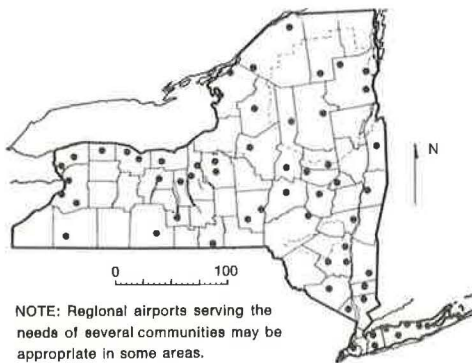 N
0 100
NOTE: Regional airports serving the
needs of several communities may be
appropriate in some areas.